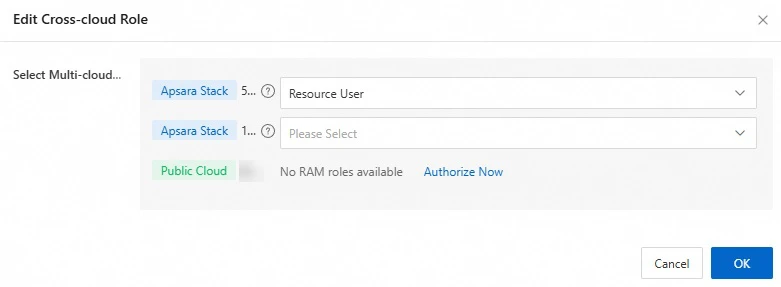 Edit Cross-cloud Role
Select Multi-cloud...
Apsara Stack 5... ? Resource User
Apsara Stack 1... ? Please Select
Public Cloud No RAM roles available Authorize Now
Cancel OK